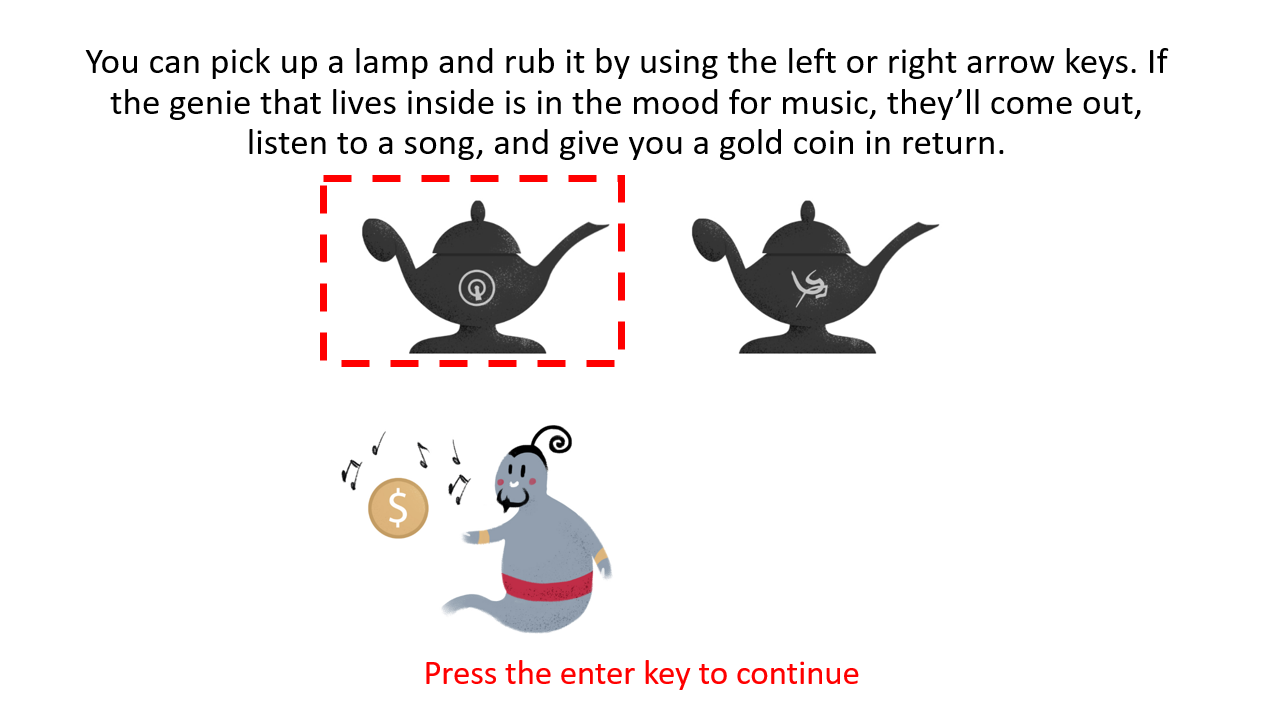 You can pick up a lamp and rub it by using the left or right arrow keys. If
the genie that lives inside is in the mood for music, they’ll come out,
listen to a song, and give you a gold coin in return.
$
Press the enter key to continue